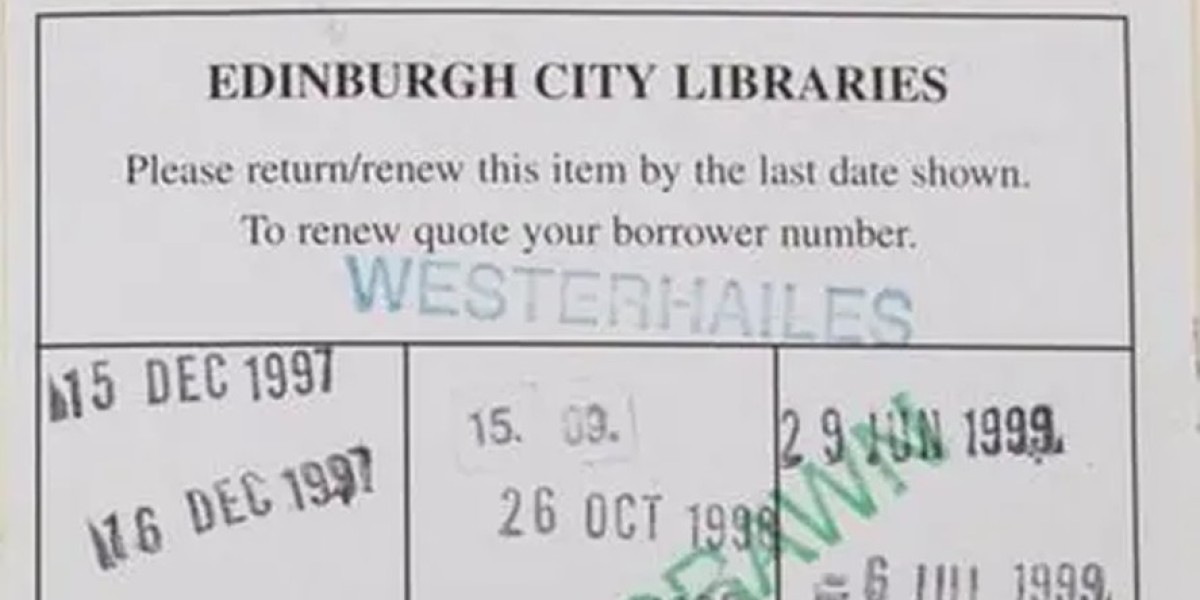 EDINBURGH CITY LIBRARIES
Please return/renew this item by the last date shown.
To renew quote your borrower number.
WESTERHAILES
15 DEC 1997
16 DEC 1997
15. 09.
26 OCT 1998
29 JUN 1999
- 6 JUL 1999